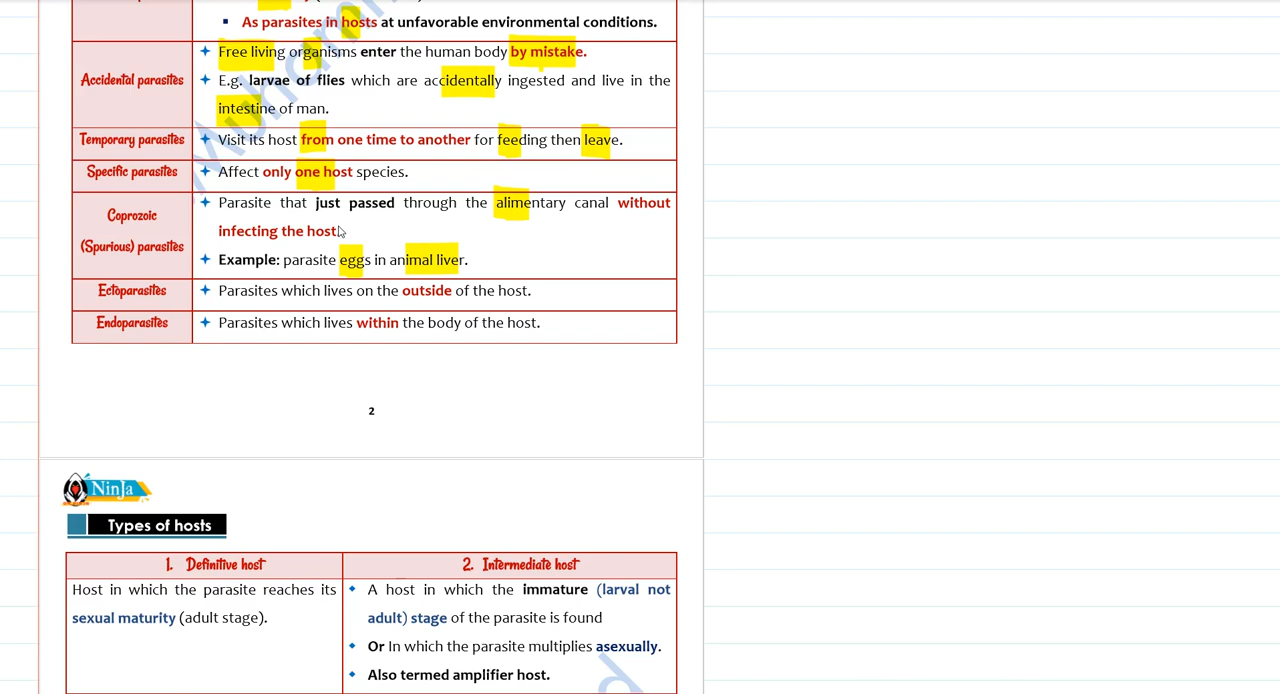 As parasites in hosts at unfavorable environmental conditions.
Accidental parasites
Free living organisms enter the human body by mistake.
E.g. larvae of flies which are accidentally ingested and live in the
intestine of man.
Temporary parasites
Visit its host from one time to another for feeding then leave.
Specific parasites
Affect only one host species.
Coprozoic
(Spurious) parasites
Parasite that just passed through the alimentary canal without
infecting the host
Example: parasite eggs in animal liver.
Ectoparasites
Parasites which lives on the outside of the host.
Endoparasites
Parasites which lives within the body of the host.
2
Ninja
Types of hosts
1. Definitive host
Host in which the parasite reaches its
sexual maturity (adult stage).
2. Intermediate host
A host in which the immature (larval not
adult) stage of the parasite is found
Or In which the parasite multiplies asexually.
Also termed amplifier host.